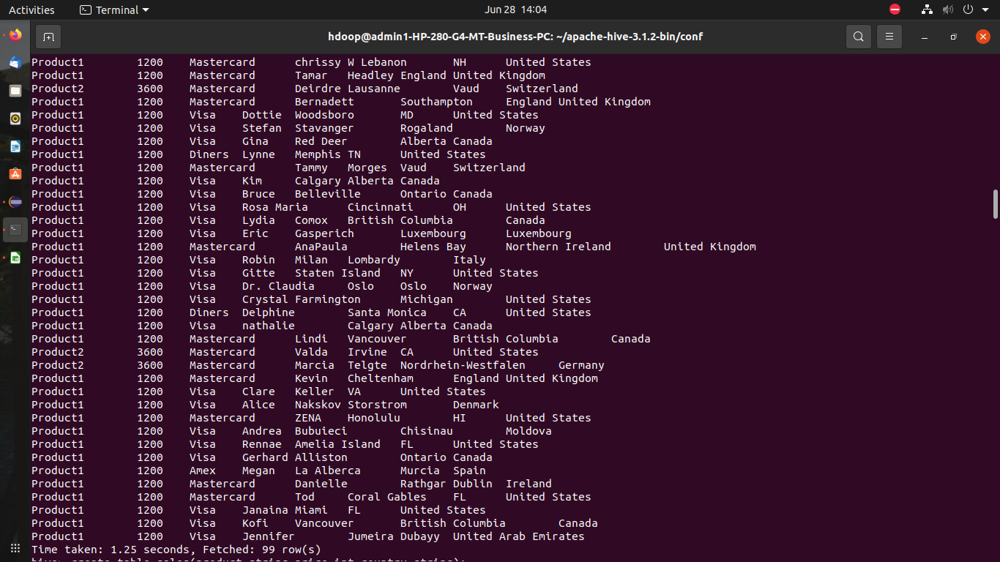 Activities Terminal Jun 28 14:04
hdoop@admin1-HP-280-G4-MT-Business-PC: ~/apache-hive-3.1.2-bin/conf
Product1 1200 Mastercard chrissy W Lebanon NH United States
Product1 1200 Mastercard Tamar Headley England United Kingdom
Product2 3600 Mastercard Deirdre Lausanne Vaud Switzerland
Product1 1200 Mastercard Bernadett Southampton England United Kingdom
Product1 1200 Visa Dottie Woodsboro MD United States
Product1 1200 Visa Stefan Stavanger Rogaland Norway
Product1 1200 Visa Gina Red Deer Alberta Canada
Product1 1200 Diners Lynne Memphis TN United States
Product1 1200 Mastercard Tammy Morges Vaud Switzerland
Product1 1200 Visa Kim Calgary Alberta Canada
Product1 1200 Visa Bruce Belleville Ontario Canada
Product1 1200 Visa Rosa Maria Cincinnati OH United States
Product1 1200 Visa Lydia Comox British Columbia Canada
Product1 1200 Visa Eric Gasperich Luxembourg Luxembourg
Product1 1200 Mastercard AnaPaula Helens Bay Northern Ireland United Kingdom
Product1 1200 Visa Robin Milan Lombardy Italy
Product1 1200 Visa Gitte Staten Island NY United States
Product1 1200 Visa Dr. Claudia Oslo Oslo Norway
Product1 1200 Visa Crystal Farmington Michigan United States
Product1 1200 Diners Delphine Santa Monica CA United States
Product1 1200 Visa nathalie Calgary Alberta Canada
Product1 1200 Mastercard Lindi Vancouver British Columbia Canada
Product2 3600 Mastercard Valda Irvine CA United States
Product2 3600 Mastercard Marcia Telgte Nordrhein-Westfalen Germany
Product1 1200 Mastercard Kevin Cheltenham England United Kingdom
Product1 1200 Visa Clare Keller VA United States
Product1 1200 Visa Alice Nakskov Storstrom Denmark
Product1 1200 Mastercard ZENA Honolulu HI United States
Product1 1200 Visa Andrea Bubuieci Chisinau Moldova
Product1 1200 Visa Rennae Amelia Island FL United States
Product1 1200 Visa Gerhard Alliston Ontario Canada
Product1 1200 Amex Megan La Alberca Murcia Spain
Product1 1200 Mastercard Danielle Rathgar Dublin Ireland
Product1 1200 Mastercard Tod Coral Gables FL United States
Product1 1200 Visa Janaina Miami FL United States
Product1 1200 Visa Kofi Vancouver British Columbia Canada
Product1 1200 Visa Jennifer Jumeira Dubayy United Arab Emirates
Time taken: 1.25 seconds, Fetched: 99 row(s)
hive> create table sales(product string,price int,country string);